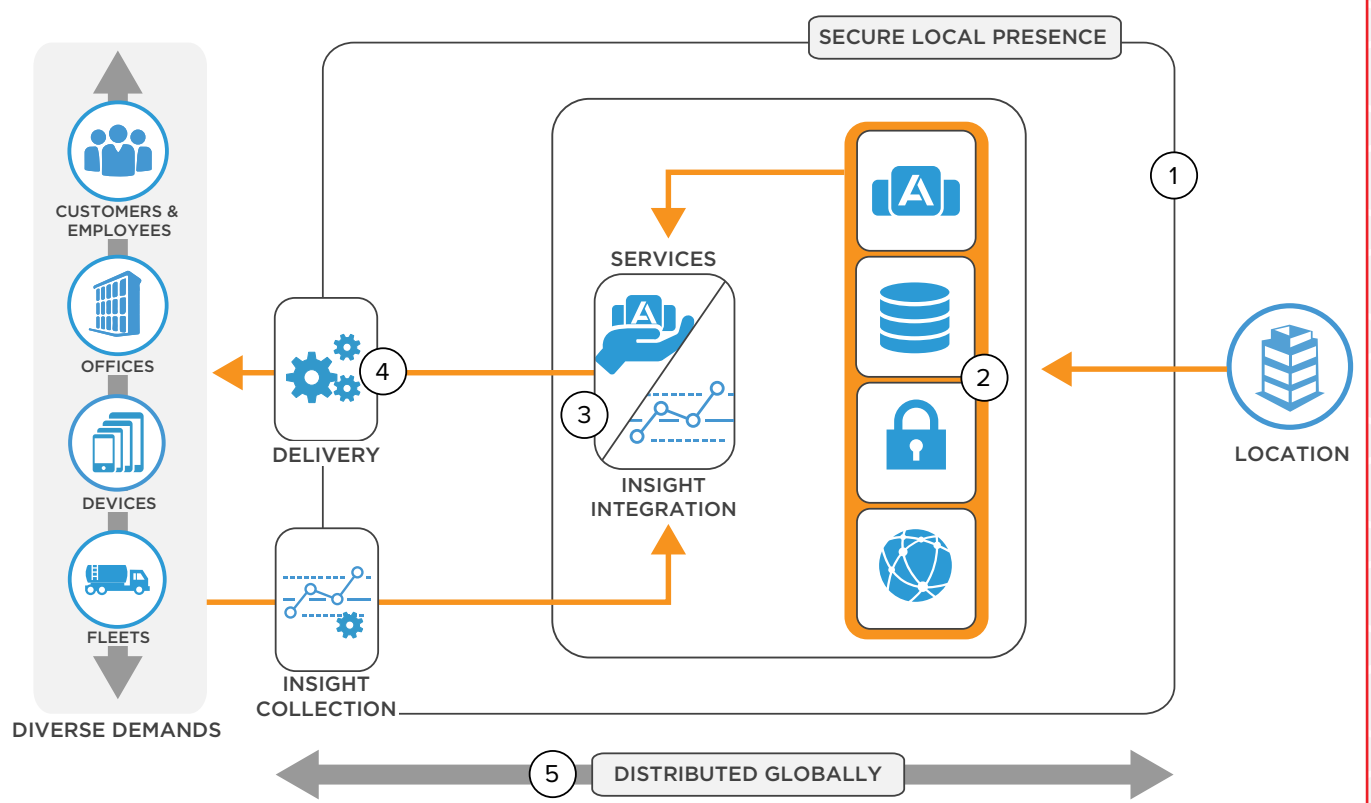 SECURE LOCAL PRESENCE
1
CUSTOMERS &
EMPLOYEES
OFFICES
DEVICES
FLEETS
DIVERSE DEMANDS
4
DELIVERY
INSIGHT
COLLECTION
SERVICES
A
3
INSIGHT
INTEGRATION
A
2
LOCATION
5
DISTRIBUTED GLOBALLY